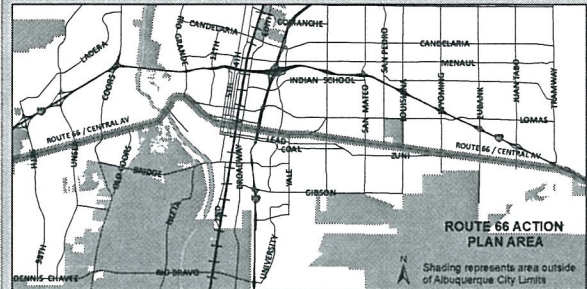 CANDELARIA
RIO GRANDE
12TH
4TH
COMANCHE
LADERA
COORS
SAN PEDRO
CANDELARIA
MENAUL
INDIAN SCHOOL
SAN MATEO
LOUISIANA
WYOMING
EUBANK
JUAN TABO
TRAMWAY
LOMAS
ROUTE 66 / CENTRAL AV
LEAD
COAL
ZUNI
ROUTE 66 / CENTRAL AV
UNSER
OLD COORS
BRIDGE
ISLETA
BROADWAY
YALE
GIBSON
98TH
2ND
UNIVERSITY
DENNIS CHAVEZ
RIO BRAVO
ROUTE 66 ACTION
PLAN AREA
N
Shading represents area outside
of Albuquerque City Limits